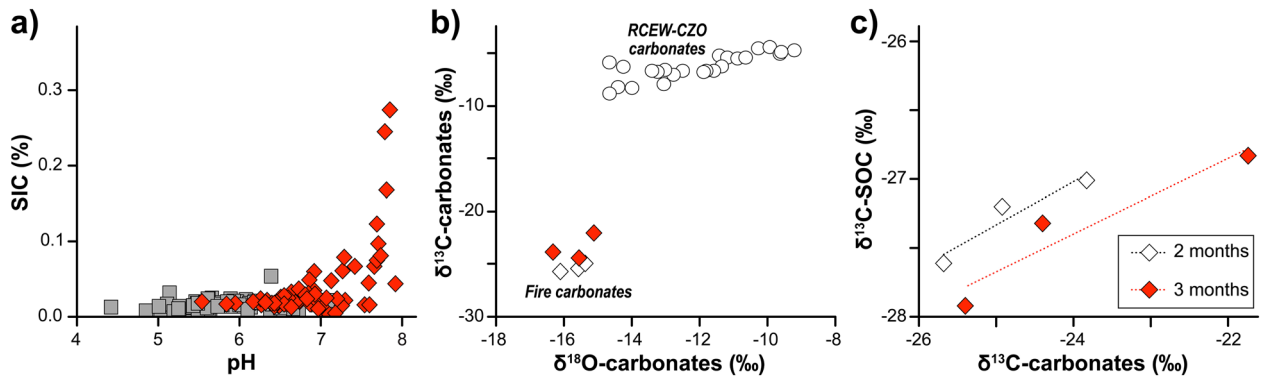 a)
SIC (%)
0.3
0.2
0.1
0.0
4
5
6
7
8
pH
b)
δ¹³C-carbonates (‰)
-10
-20
-30
-18
-16
-14
-12
-10
-8
δ¹⁸O-carbonates (‰)
RCEW-CZO
carbonates
Fire carbonates
c)
δ¹³C-SOC (‰)
-26
-27
-28
-26
-24
-22
δ¹³C-carbonates (‰)
2 months
3 months